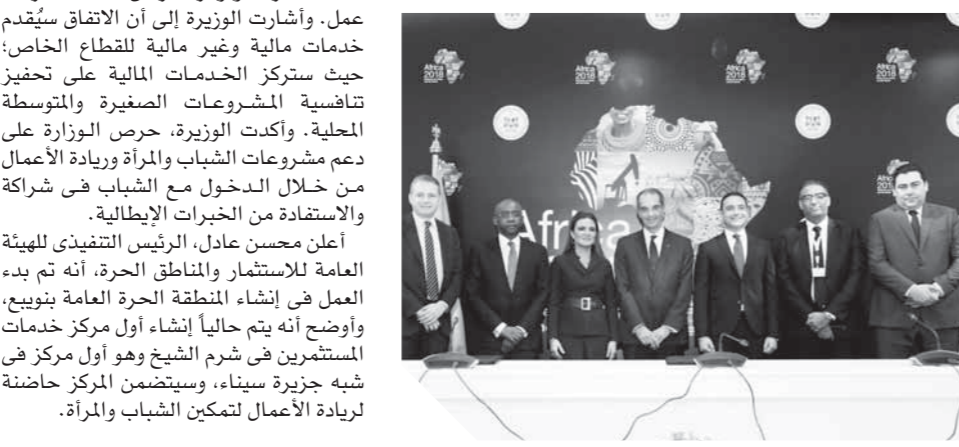 عمل. وأشارت الوزيرة إلى أن الاتفاق سيُقدم
خدمات مالية وغير مالية للقطاع الخاص؛
حيث ستركز الخدمات المالية على تحفيز
تنافسية المشروعات الصغيرة والمتوسطة
المحلية. وأكدت الوزيرة، حرص الوزارة على
دعم مشروعات الشباب والمرأة وريادة الأعمال
من خلال الدخول مع الشباب فى شراكة
والاستفادة من الخبرات الإيطالية.
أعلن محسن عادل، الرئيس التنفيذى للهيئة
العامة للاستثمار والمناطق الحرة، أنه تم بدء
العمل فى إنشاء المنطقة الحرة العامة بنويبع،
وأوضح أنه يتم حالياً إنشاء أول مركز خدمات
المستثمرين فى شرم الشيخ وهو أول مركز فى
شبه جزيرة سيناء، وسيتضمن المركز حاضنة
لريادة الأعمال لتمكين الشباب والمرأة.
Africa 2018
Africa 2018
Africa 2018
Africa